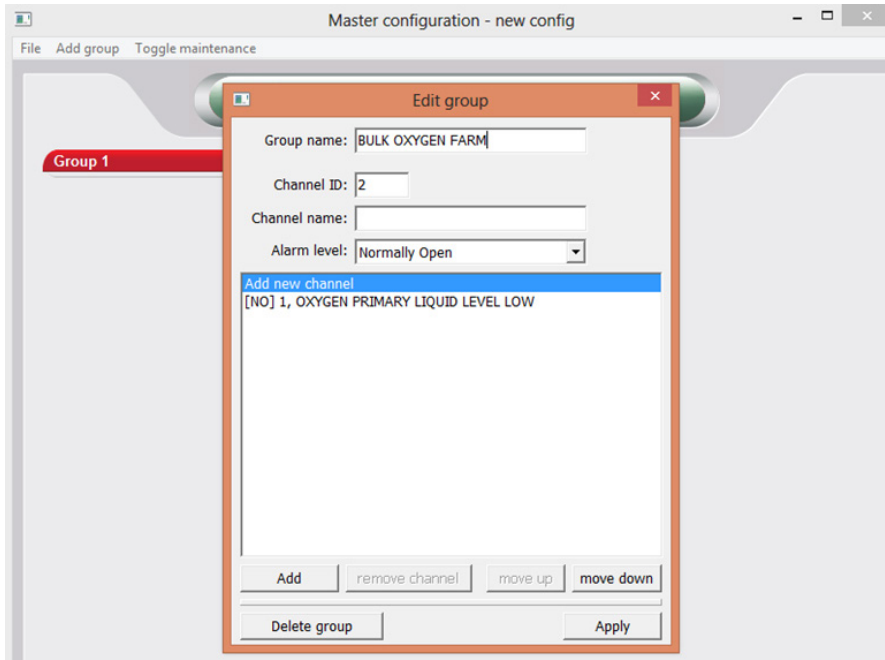 Master configuration - new config
File Add group Toggle maintenance
Edit group
Group name: BULK OXYGEN FARM
Group 1
Channel ID: 2
Channel name:
Alarm level: Normally Open
Add new channel
[NO] 1, OXYGEN PRIMARY LIQUID LEVEL LOW
Add remove channel move up move down
Delete group Apply